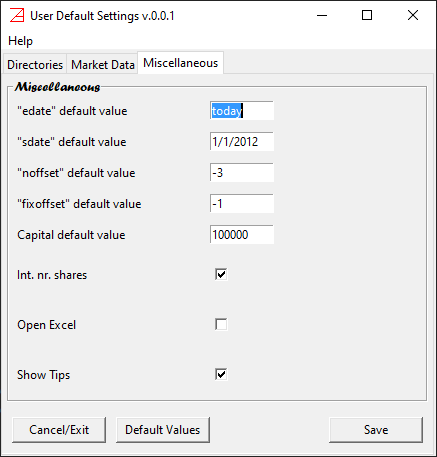 User Default Settings v.0.0.1
Help
Directories Market Data Miscellaneous
Miscellaneous
"edate" default value today
"sdate" default value 1/1/2012
"noffset" default value -3
"fixoffset" default value -1
Capital default value 100000
Int. nr. shares
Open Excel
Show Tips
Cancel/Exit Default Values Save